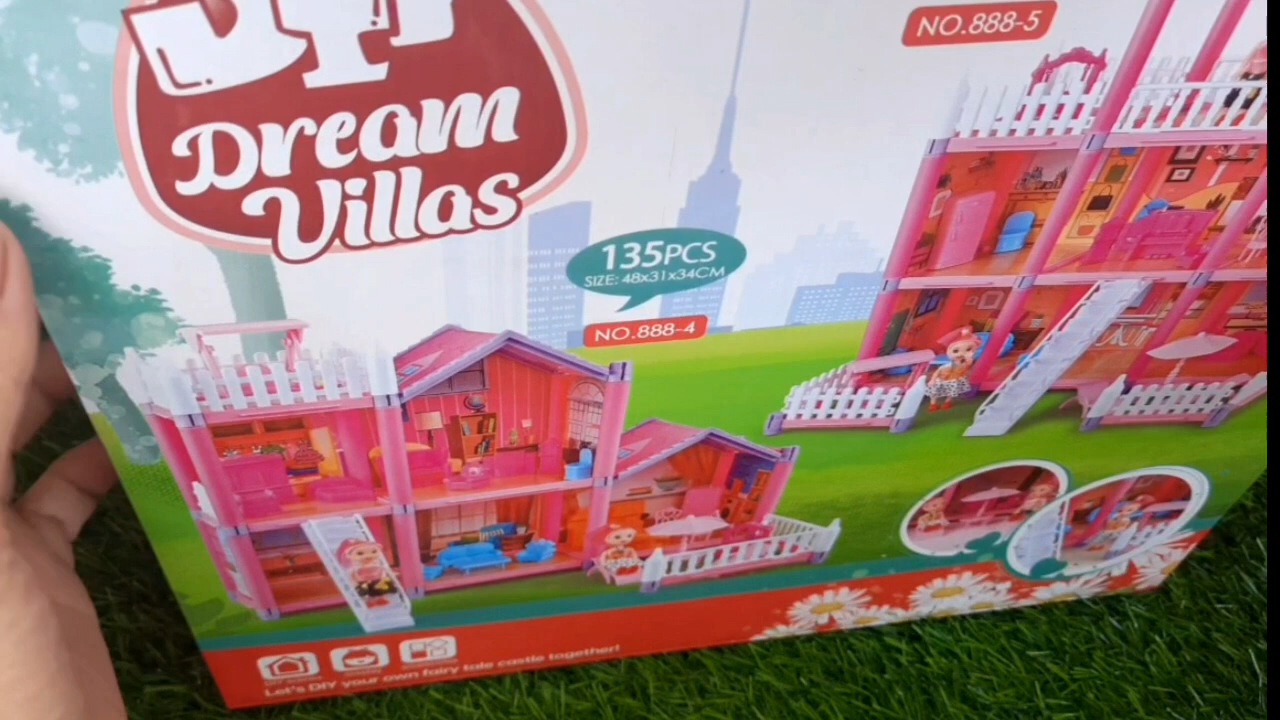 Dream
Villas
NO.888-5
135PCS
SIZE: 48x31x34CM
NO.888-4
Let's DIY your own fairy tale castle together!